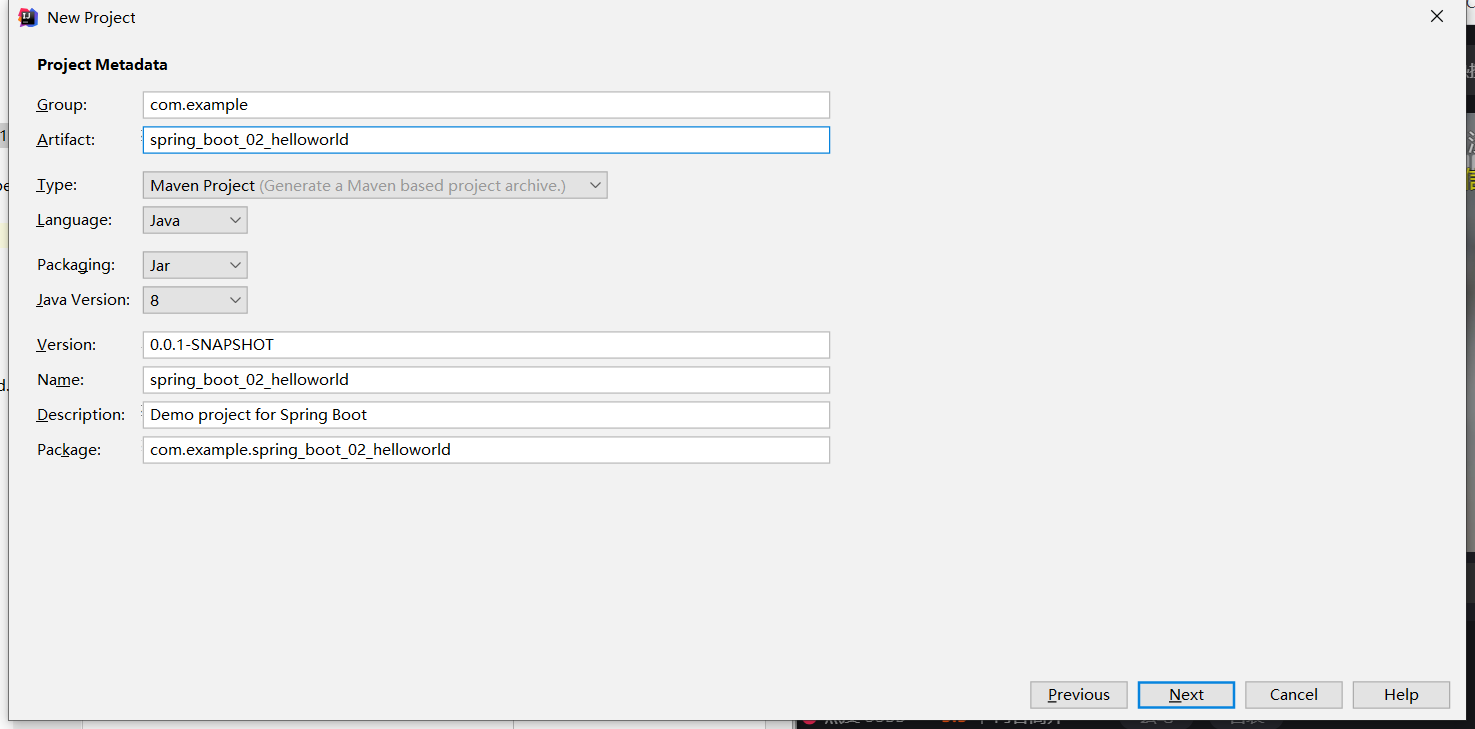 New Project
Project Metadata
Group: com.example
Artifact: spring_boot_02_helloworld
Type: Maven Project (Generate a Maven based project archive.)
Language: Java
Packaging: Jar
Java Version: 8
Version: 0.0.1-SNAPSHOT
Name: spring_boot_02_helloworld
Description: Demo project for Spring Boot
Package: com.example.spring_boot_02_helloworld
Previous Next Cancel Help